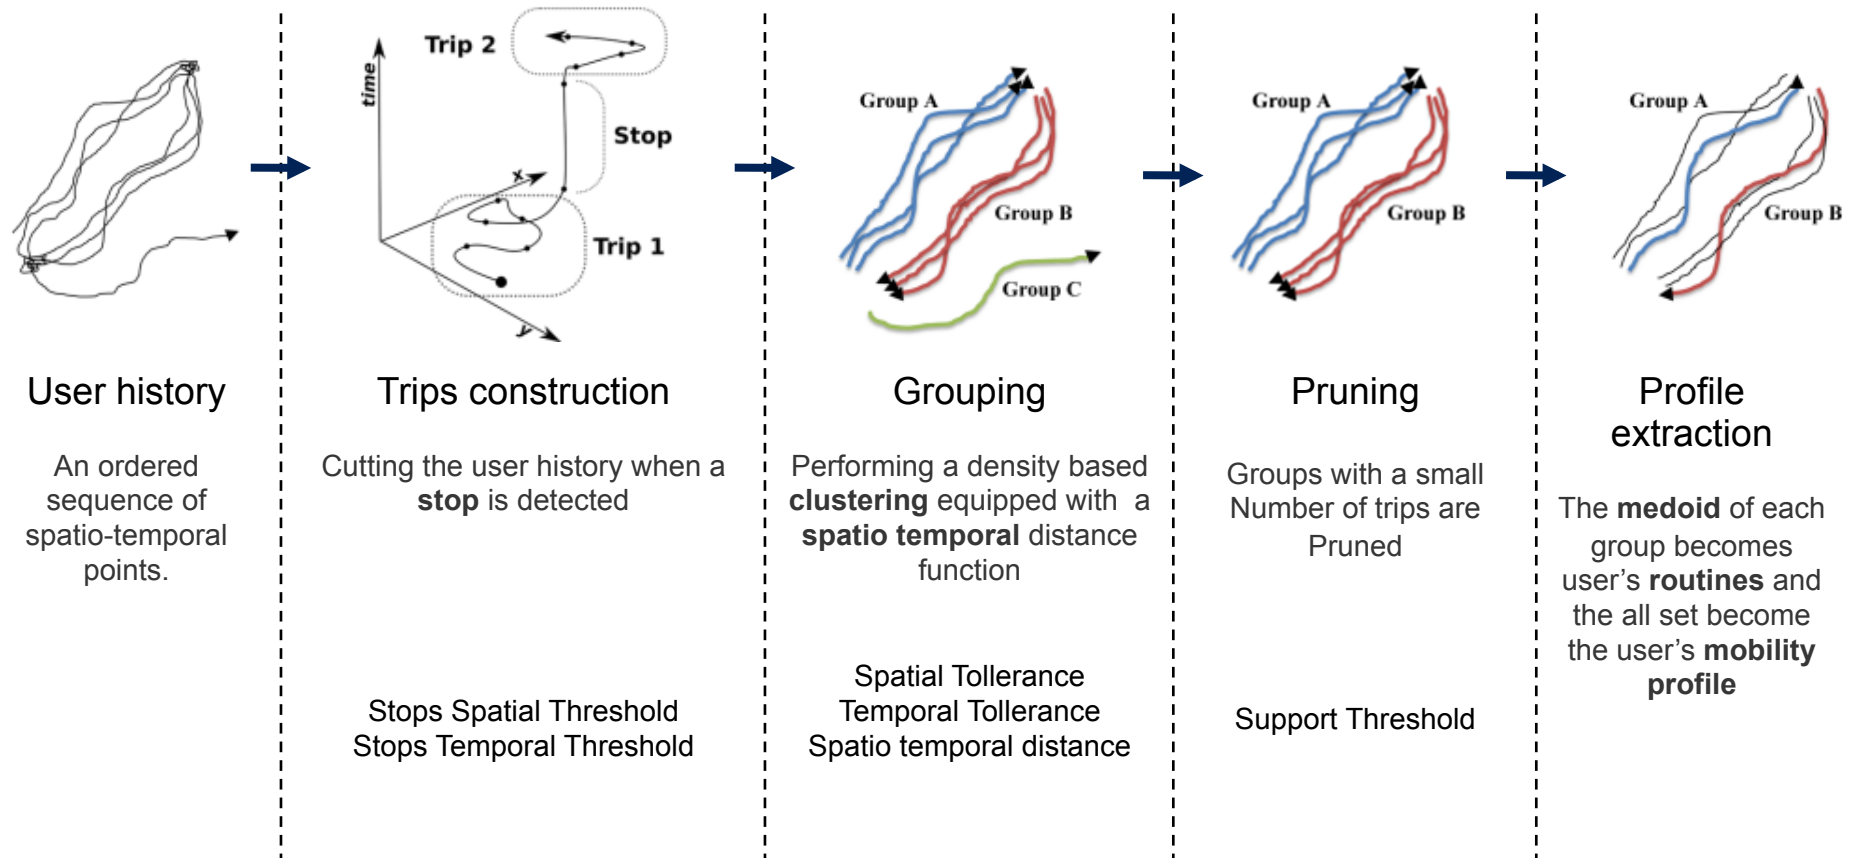 time
x
y
Trip 2
Stop
Trip 1
Group A
Group B
Group C
Group A
Group B
Group A
Group B
User history
An ordered
sequence of
spatio-temporal
points.
Trips construction
Cutting the user history when a
stop is detected
Stops Spatial Threshold
Stops Temporal Threshold
Grouping
Performing a density based
clustering equipped with a
spatio temporal distance
function
Spatial Tollerance
Temporal Tollerance
Spatio temporal distance
Pruning
Groups with a small
Number of trips are
Pruned
Support Threshold
Profile
extraction
The medoid of each
group becomes
user’s routines and
the all set become
the user’s mobility
profile